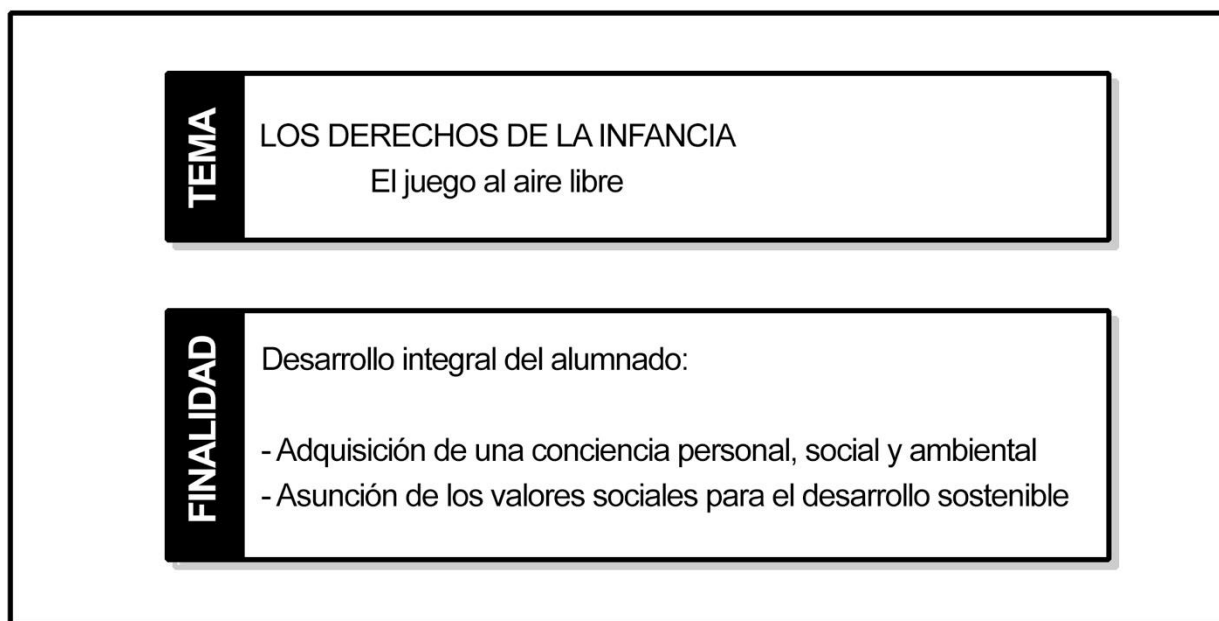 TEMA
LOS DERECHOS DE LA INFANCIA
El juego al aire libre
FINALIDAD
Desarrollo integral del alumnado:
- Adquisición de una conciencia personal, social y ambiental
- Asunción de los valores sociales para el desarrollo sostenible